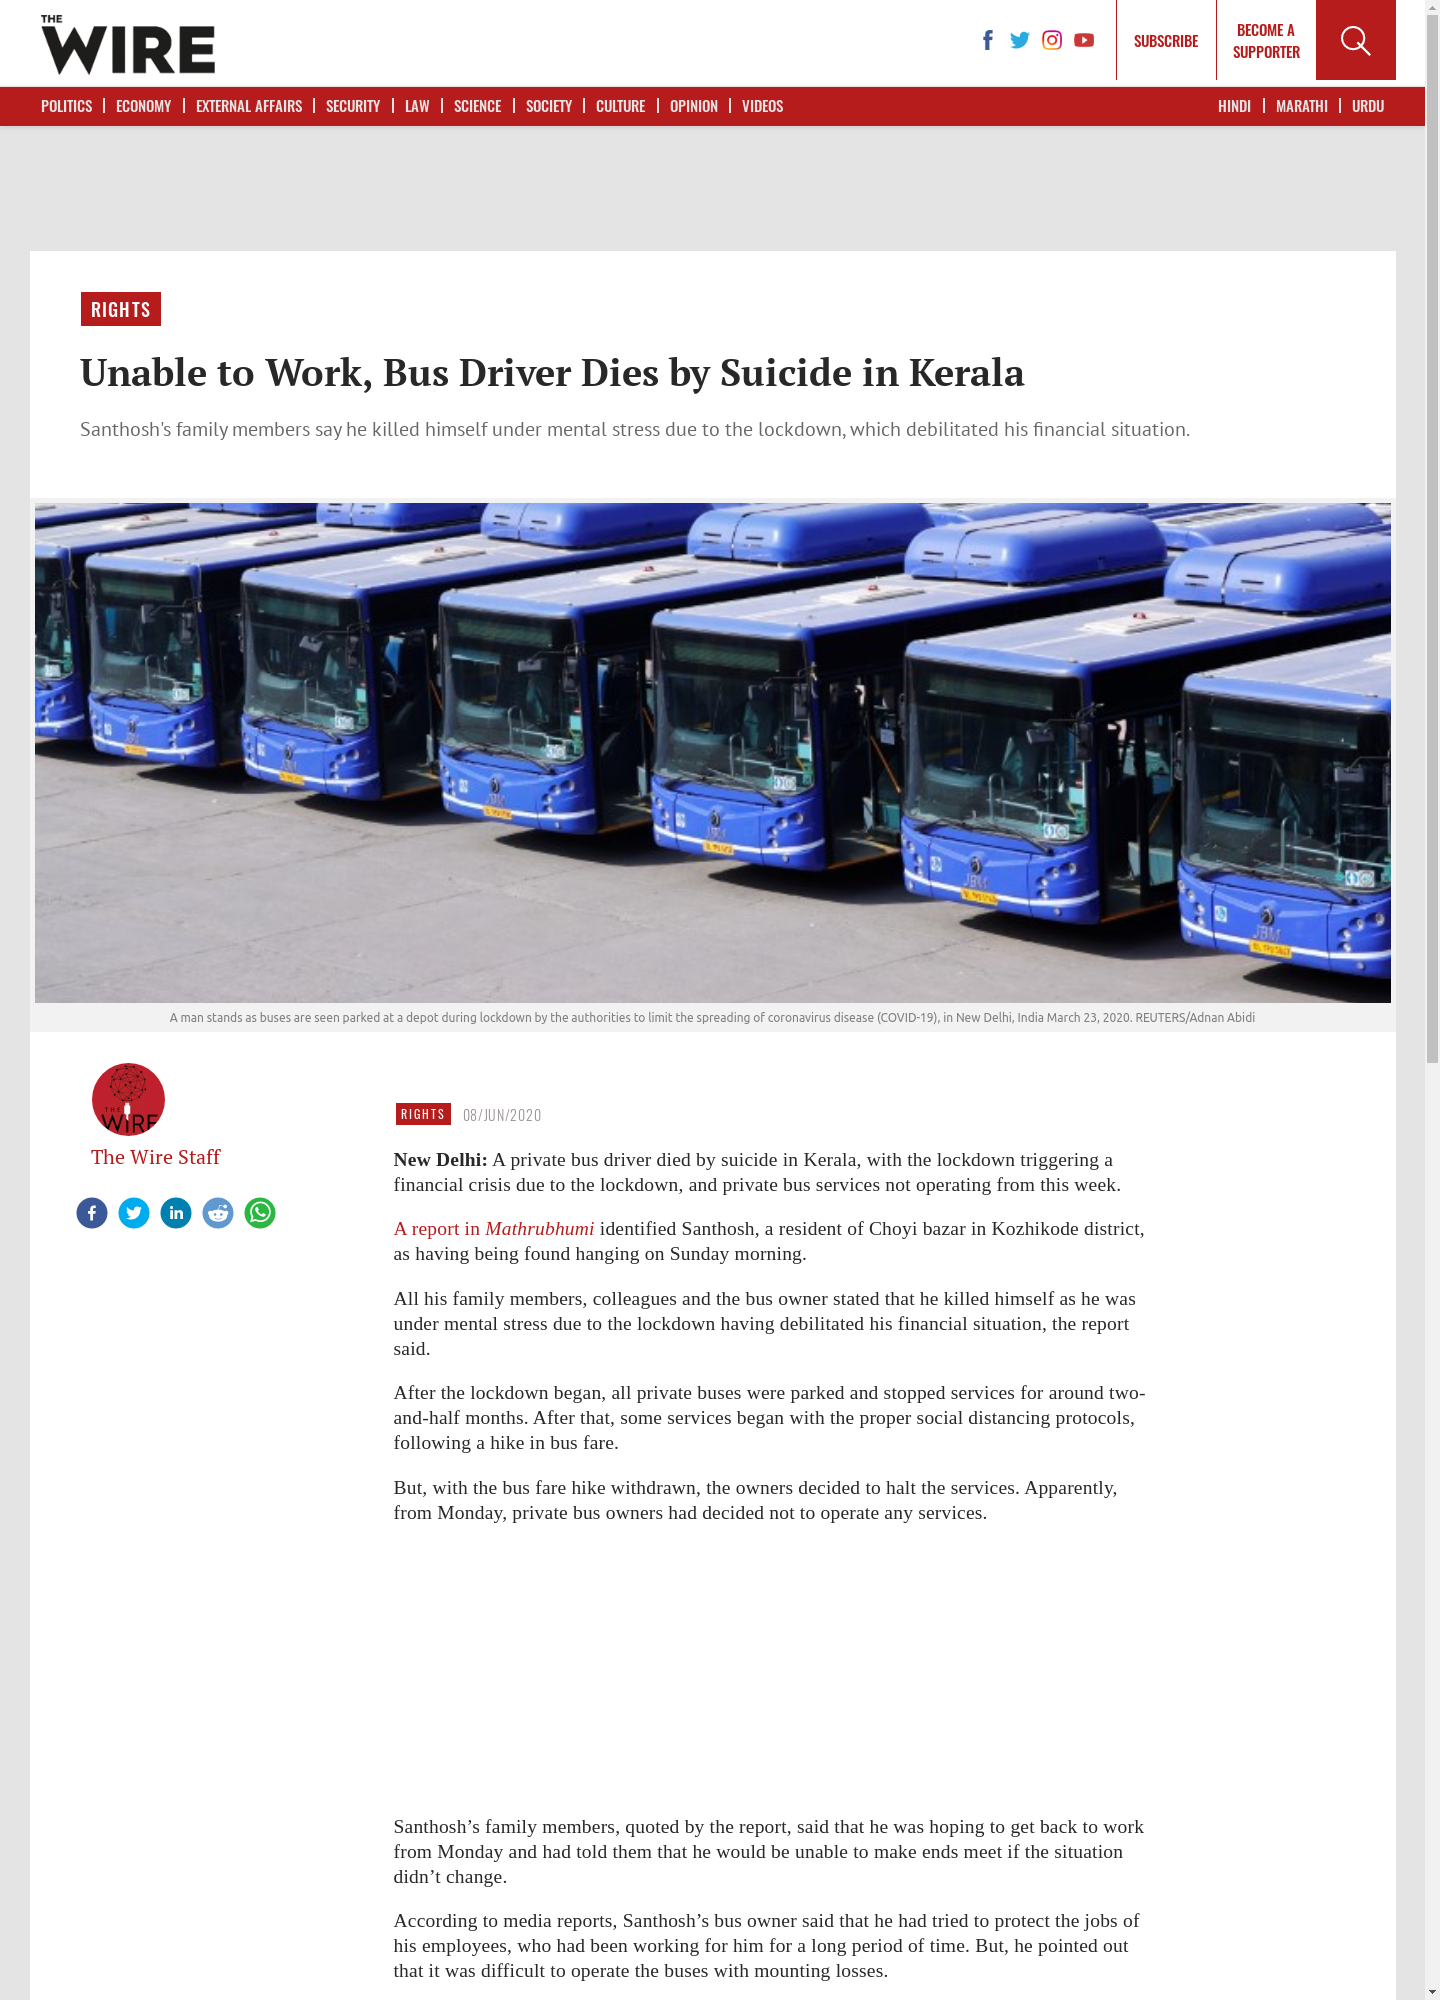 THE
WIRE
SUBSCRIBE
BECOME A
SUPPORTER
POLITICS
ECONOMY
EXTERNAL AFFAIRS
SECURITY
LAW
SCIENCE
SOCIETY
CULTURE
OPINION
VIDEOS
HINDI
MARATHI
URDU
RIGHTS
Unable to Work, Bus Driver Dies by Suicide in Kerala
Santhosh's family members say he killed himself under mental stress due to the lockdown, which debilitated his financial situation.
JBM
JBM
A man stands as buses are seen parked at a depot during lockdown by the authorities to limit the spreading of coronavirus disease (COVID-19), in New Delhi, India March 23, 2020. REUTERS/Adnan Abidi
THE
WIRE
The Wire Staff
RIGHTS 08/JUN/2020
New Delhi: A private bus driver died by suicide in Kerala, with the lockdown triggering a
financial crisis due to the lockdown, and private bus services not operating from this week.
A report in Mathrubhumi identified Santhosh, a resident of Choyi bazar in Kozhikode district,
as having being found hanging on Sunday morning.
All his family members, colleagues and the bus owner stated that he killed himself as he was
under mental stress due to the lockdown having debilitated his financial situation, the report
said.
After the lockdown began, all private buses were parked and stopped services for around two-
and-half months. After that, some services began with the proper social distancing protocols,
following a hike in bus fare.
But, with the bus fare hike withdrawn, the owners decided to halt the services. Apparently,
from Monday, private bus owners had decided not to operate any services.
Santhosh’s family members, quoted by the report, said that he was hoping to get back to work
from Monday and had told them that he would be unable to make ends meet if the situation
didn’t change.
According to media reports, Santhosh’s bus owner said that he had tried to protect the jobs of
his employees, who had been working for him for a long period of time. But, he pointed out
that it was difficult to operate the buses with mounting losses.